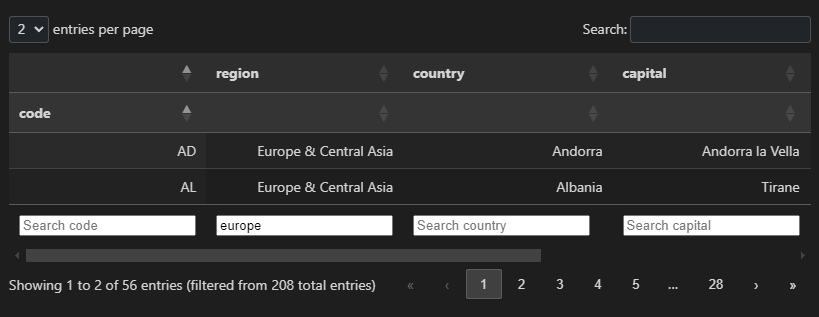 2 entries per page Search:
region country capital
code
AD Europe & Central Asia Andorra Andorra la Vella
AL Europe & Central Asia Albania Tirane
Search code europe Search country Search capital
Showing 1 to 2 of 56 entries (filtered from 208 total entries) « ‹ 1 2 3 4 5 ... 28 › »